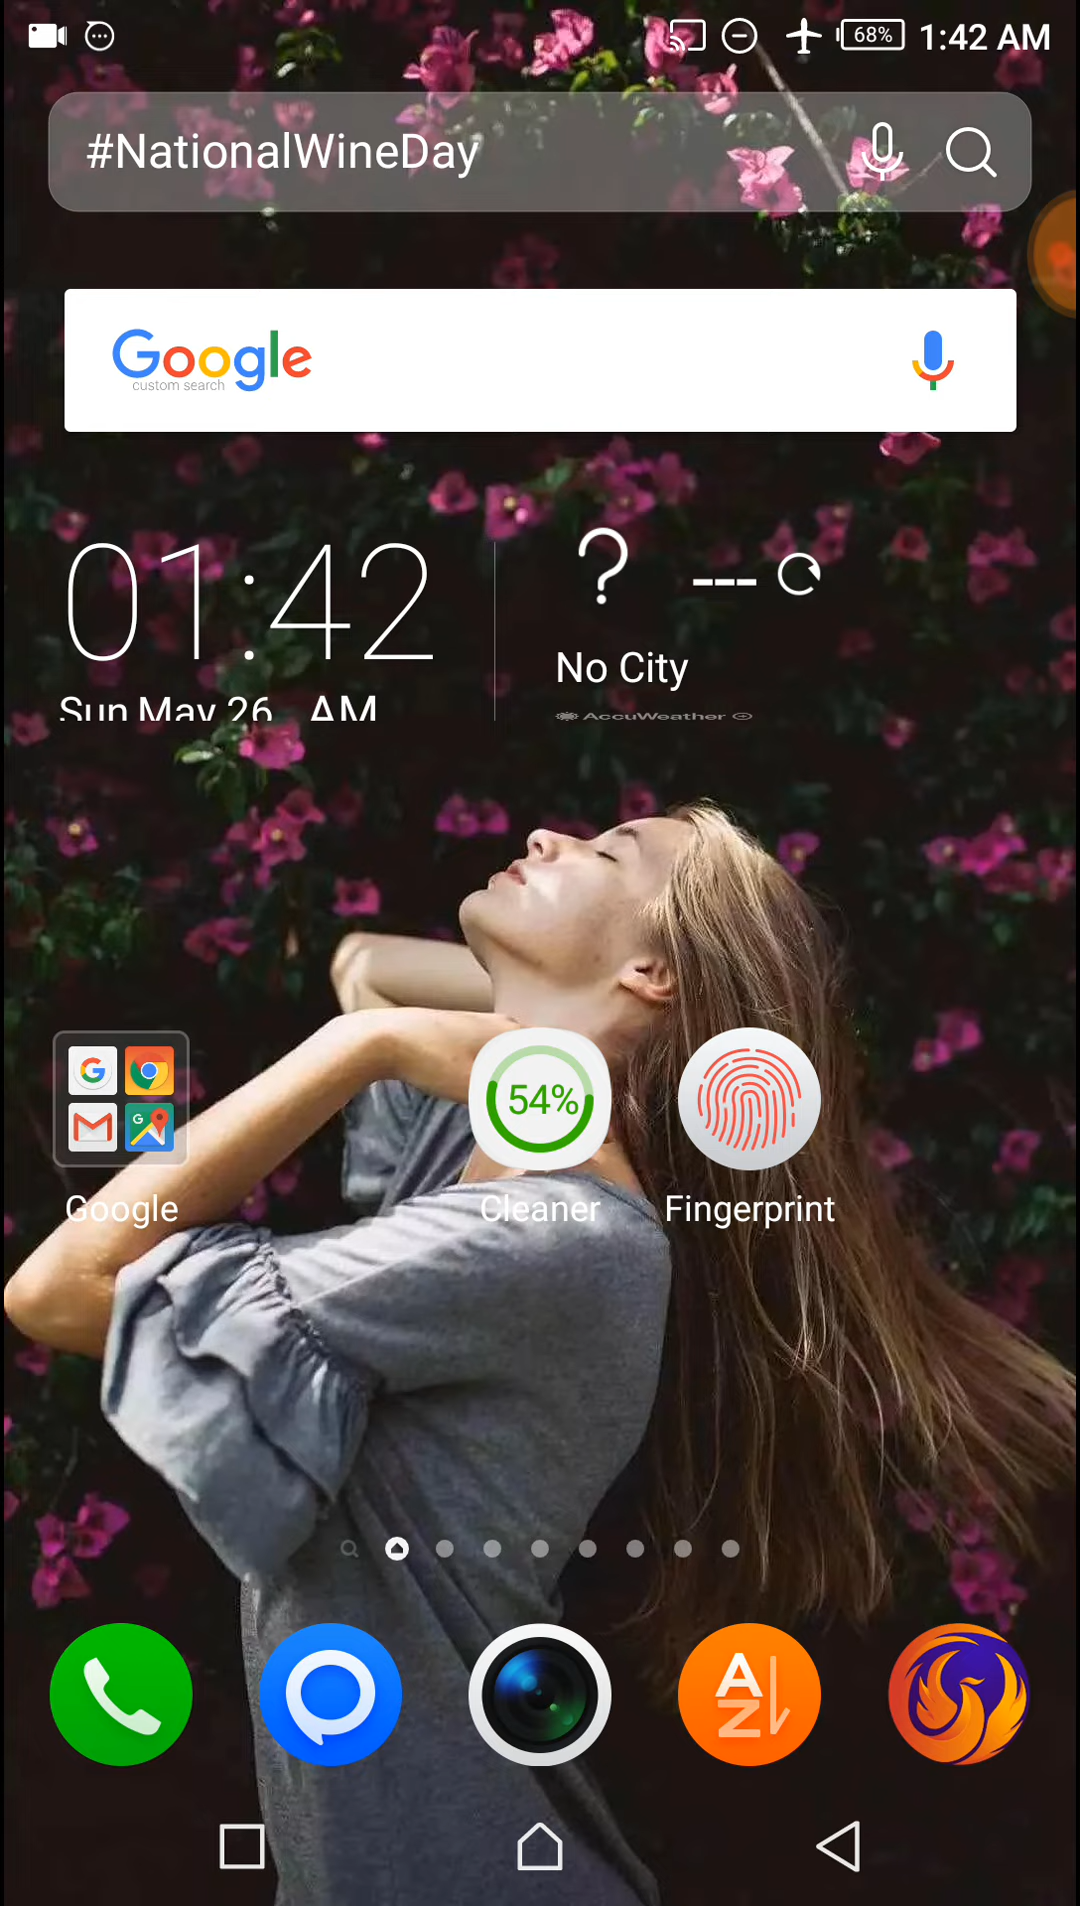 68% 1:42 AM
#NationalWineDay
Google
custom search
01:42
---
?
No City
Sun May 26 AM
AccuWeather
G
54%
Google
Cleaner
Fingerprint
A
Z